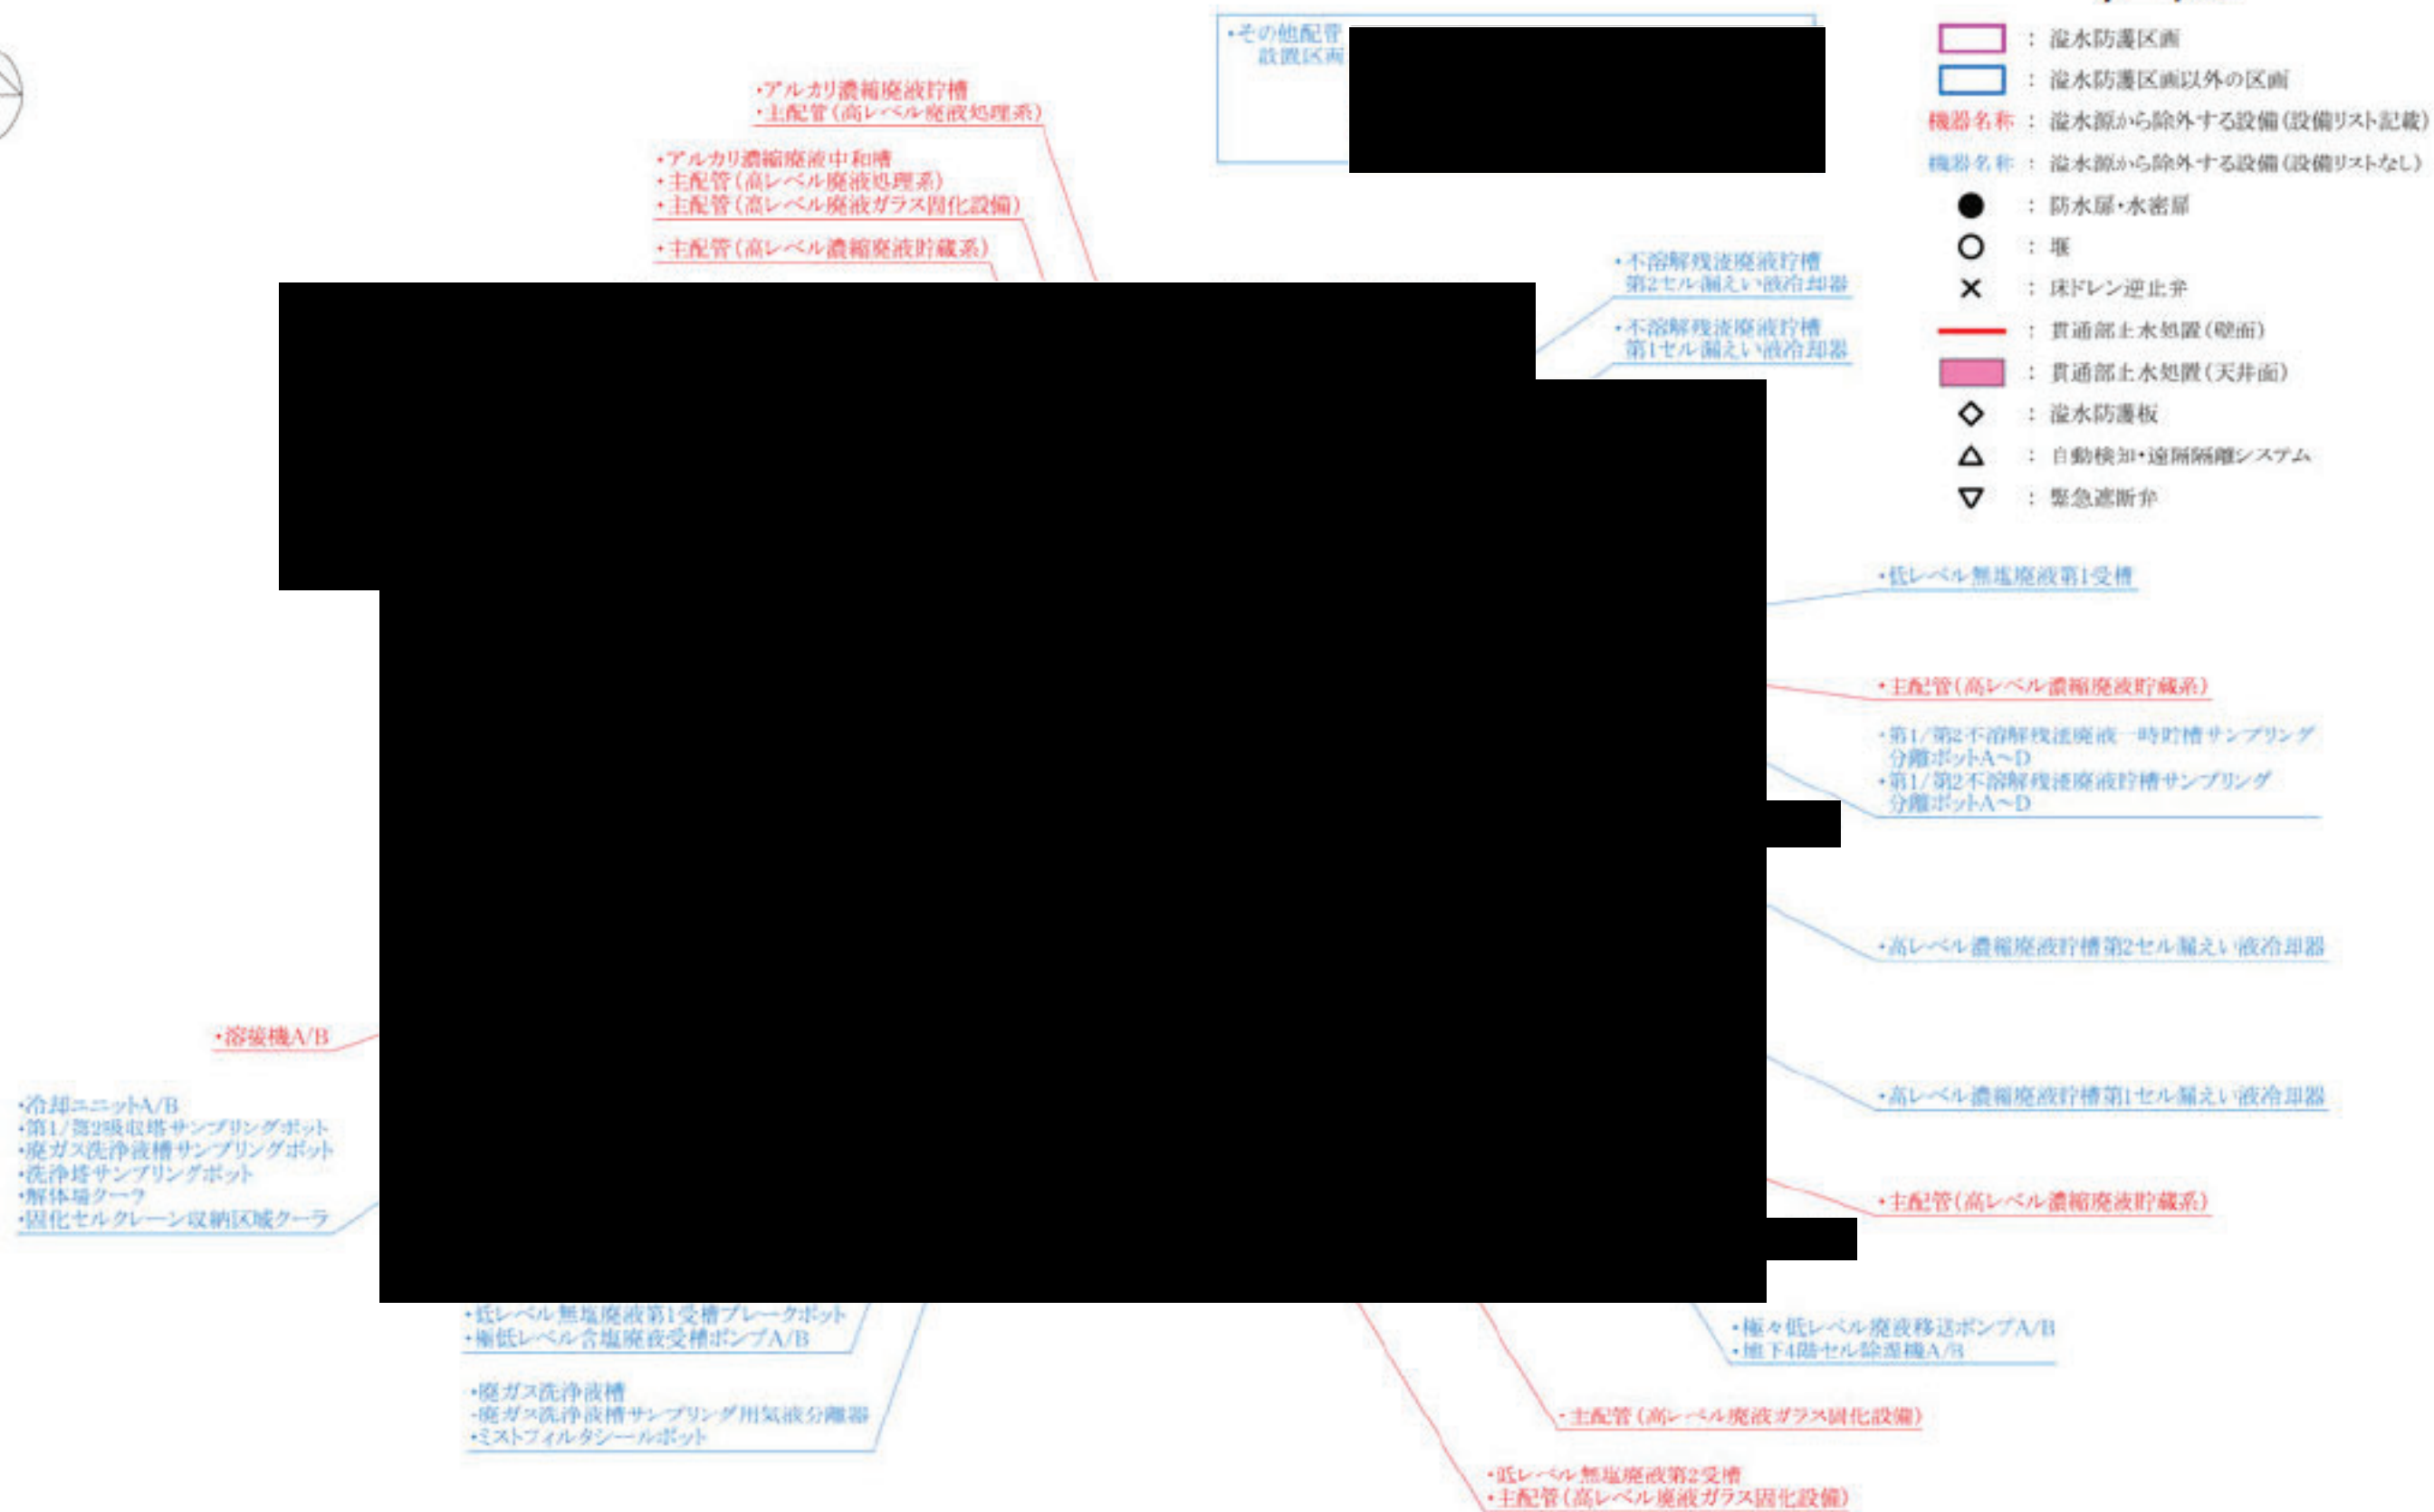 ・その他配管
設置区画
・アルカリ濃縮廃液貯槽
・主配管(高レベル廃液処理系)
・アルカリ濃縮廃液中和槽
・主配管(高レベル廃液処理系)
・主配管(高レベル廃液ガラス固化設備)
・主配管(高レベル濃縮廃液貯蔵系)
・不溶解残渣廃液貯槽
第2セル漏えい液冷却器
・不溶解残渣廃液貯槽
第1セル漏えい液冷却器
：溢水防護区画
：溢水防護区画以外の区画
機器名称：溢水源から除外する設備(設備リスト記載)
機器名称：溢水源から除外する設備(設備リストなし)
：防水扉・水密扉
：堰
：床ドレン逆止弁
：貫通部止水処置(壁面)
：貫通部止水処置(天井面)
：溢水防護板
：自動検知・遠隔隔離システム
：緊急遮断弁
・低レベル無塩廃液第1受槽
・主配管(高レベル濃縮廃液貯蔵系)
・第1/第2不溶解残渣廃液一時貯槽サンプリング
分離ポットA～D
・第1/第2不溶解残渣廃液貯槽サンプリング
分離ポットA～D
・高レベル濃縮廃液貯槽第2セル漏えい液冷却器
・高レベル濃縮廃液貯槽第1セル漏えい液冷却器
・主配管(高レベル濃縮廃液貯蔵系)
・溶接機A/B
・冷却ユニットA/B
・第1/第2吸収塔サンプリングポット
・廃ガス洗浄液槽サンプリングポット
・洗浄塔サンプリングポット
・解体場クーラ
・固化セルクレーン収納区域クーラ
・低レベル無塩廃液第1受槽ブレークポット
・極低レベル含塩廃液受槽ポンプA/B
・廃ガス洗浄液槽
・廃ガス洗浄液槽サンプリング用気液分離器
・ミストフィルタシールポット
・極々低レベル廃液移送ポンプA/B
・地下4階セル除湿機A/B
・主配管(高レベル廃液ガラス固化設備)
・低レベル無塩廃液第2受槽
・主配管(高レベル廃液ガラス固化設備)